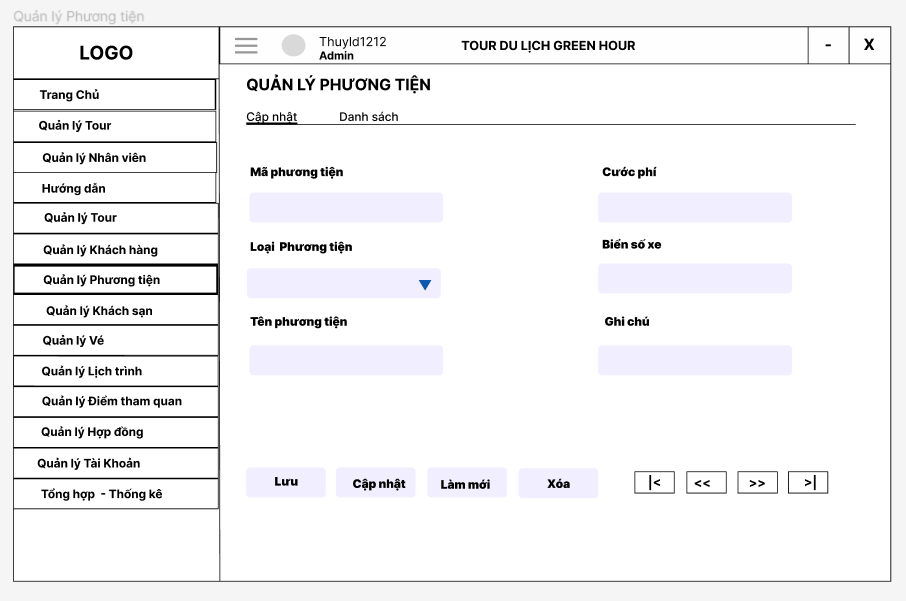 Quản lý Phương tiện
LOGO
Thuyld1212
Admin
TOUR DU LỊCH GREEN HOUR
-
X
Trang Chủ
Quản lý Tour
Quản lý Nhân viên
Hướng dẩn
Quản lý Tour
Quản lý Khách hàng
Quản lý Phương tiện
Quản lý Khách sạn
Quản lý Vé
Quản lý Lịch trình
Quản lý Điểm tham quan
Quản lý Hợp đồng
Quản lý Tài Khoản
Tổng hợp - Thống kê
QUẢN LÝ PHƯƠNG TIỆN
Cập nhật Danh sách
Mã phương tiện
Cước phí
Loại Phương tiện
Biển số xe
Tên phương tiện
Ghi chú
Lưu
Cập nhật
Làm mới
Xóa
|<
<<
>>
>|